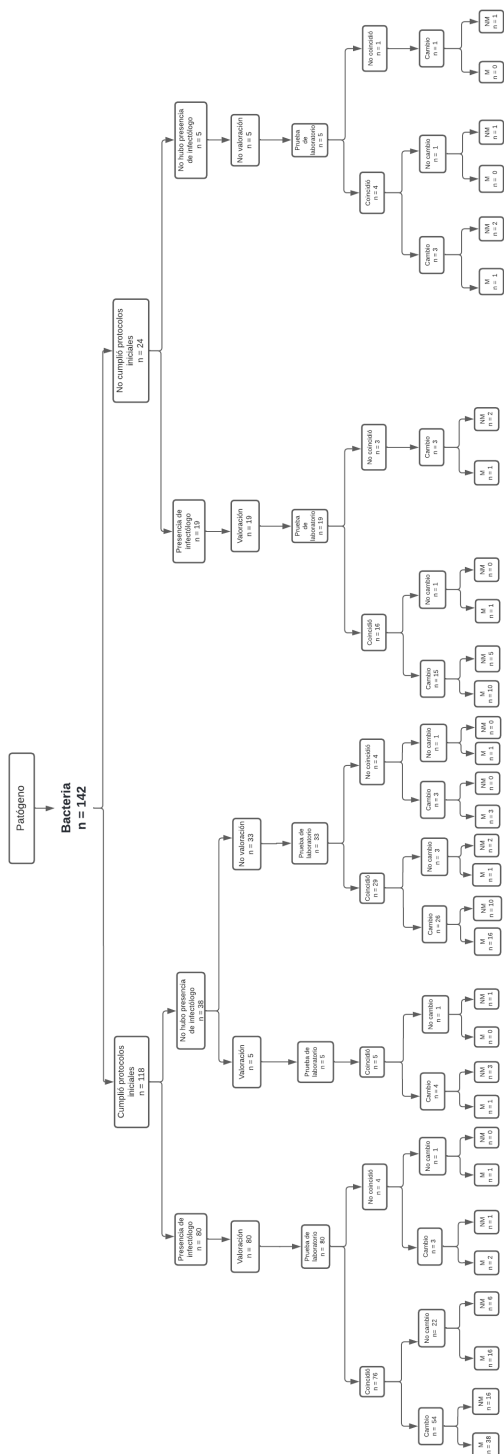 Patógeno
Bacteria
n = 142
Cumplió protocolos
iniciales
n = 118
No cumplió protocolos
iniciales
n = 24
Presencia de
infectólogo
n = 80
No hubo presencia
de infectólogo
n = 38
Presencia de
infectólogo
n = 19
No hubo presencia
de infectólogo
n = 5
Valoración
n = 80
Valoración
n = 5
No valoración
n = 33
Valoración
n = 19
No valoración
n = 5
Prueba de
laboratorio
n = 80
Prueba de
laboratorio
n = 5
Prueba de
laboratorio
n = 33
Prueba
de
laboratorio
n = 19
Prueba
de
laboratorio
n = 5
Coincidió
n = 76
No coincidió
n = 4
Coincidió
n = 5
Coincidió
n = 29
No coincidió
n = 4
Coincidió
n = 16
No coincidió
n = 3
Coincidió
n = 4
No coincidió
n = 1
Cambio
n = 54
No cambio
n= 22
Cambio
n = 3
No cambio
n = 1
Cambio
n = 4
No cambio
n = 1
Cambio
n = 26
No cambio
n = 3
Cambio
n = 3
No cambio
n = 1
Cambio
n = 15
No cambio
n = 1
Cambio
n = 3
Cambio
n = 3
No cambio
n = 1
Cambio
n = 1
M
n = 38
NM
n = 16
M
n = 16
NM
n = 6
M
n = 2
NM
n = 1
M
n = 1
NM
n = 0
M
n = 1
NM
n = 3
M
n = 0
NM
n = 1
M
n = 16
NM
n = 10
M
n = 1
NM
n = 2
M
n = 3
NM
n = 0
M
n = 1
NM
n = 0
M
n = 10
NM
n = 5
M
n = 1
NM
n = 0
M
n = 1
NM
n = 2
M
n = 1
NM
n = 2
M
n = 0
NM
n = 1
M
n = 0
NM
n = 1